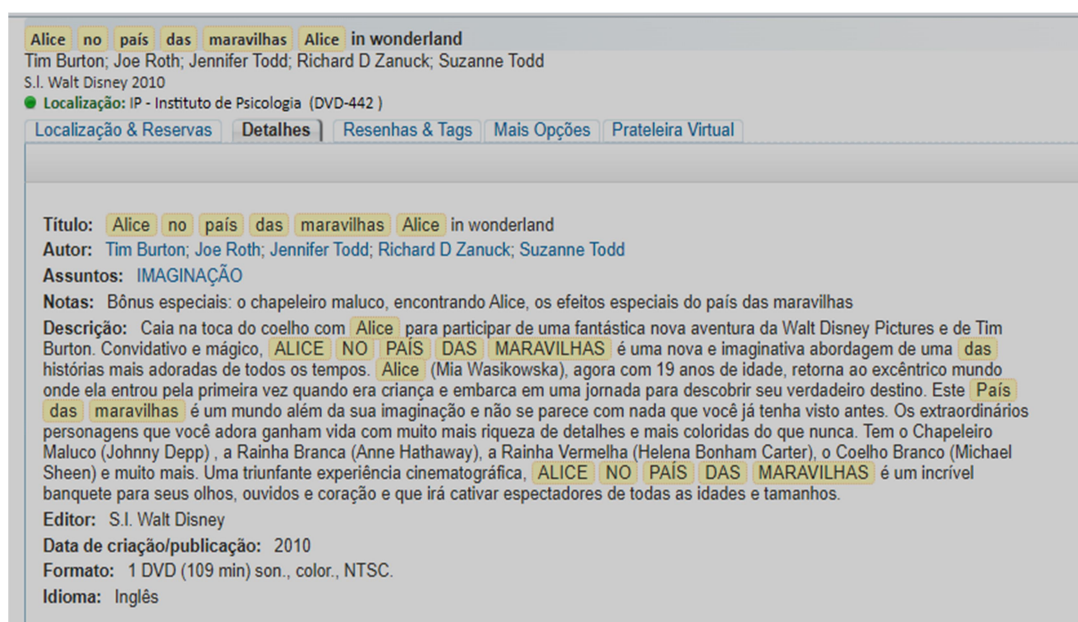 Alice no país das maravilhas Alice in wonderland
Tim Burton; Joe Roth; Jennifer Todd; Richard D Zanuck; Suzanne Todd
S.l. Walt Disney 2010
Localização: IP - Instituto de Psicologia (DVD-442 )
Localização & Reservas Detalhes Resenhas & Tags Mais Opções Prateleira Virtual
Título: Alice no país das maravilhas Alice in wonderland
Autor: Tim Burton; Joe Roth; Jennifer Todd; Richard D Zanuck; Suzanne Todd
Assuntos: IMAGINAÇÃO
Notas: Bônus especiais: o chapeleiro maluco, encontrando Alice, os efeitos especiais do país das maravilhas
Descrição: Caia na toca do coelho com Alice para participar de uma fantástica nova aventura da Walt Disney Pictures e de Tim
Burton. Convidativo e mágico, ALICE NO PAÍS DAS MARAVILHAS é uma nova e imaginativa abordagem de uma das
histórias mais adoradas de todos os tempos. Alice (Mia Wasikowska), agora com 19 anos de idade, retorna ao excêntrico mundo
onde ela entrou pela primeira vez quando era criança e embarca em uma jornada para descobrir seu verdadeiro destino. Este País
das maravilhas é um mundo além da sua imaginação e não se parece com nada que você já tenha visto antes. Os extraordinários
personagens que você adora ganham vida com muito mais riqueza de detalhes e mais coloridas do que nunca. Tem o Chapeleiro
Maluco (Johnny Depp) , a Rainha Branca (Anne Hathaway), a Rainha Vermelha (Helena Bonham Carter), o Coelho Branco (Michael
Sheen) e muito mais. Uma triunfante experiência cinematográfica, ALICE NO PAÍS DAS MARAVILHAS é um incrível
banquete para seus olhos, ouvidos e coração e que irá cativar espectadores de todas as idades e tamanhos.
Editor: S.l. Walt Disney
Data de criação/publicação: 2010
Formato: 1 DVD (109 min) son., color., NTSC.
Idioma: Inglês